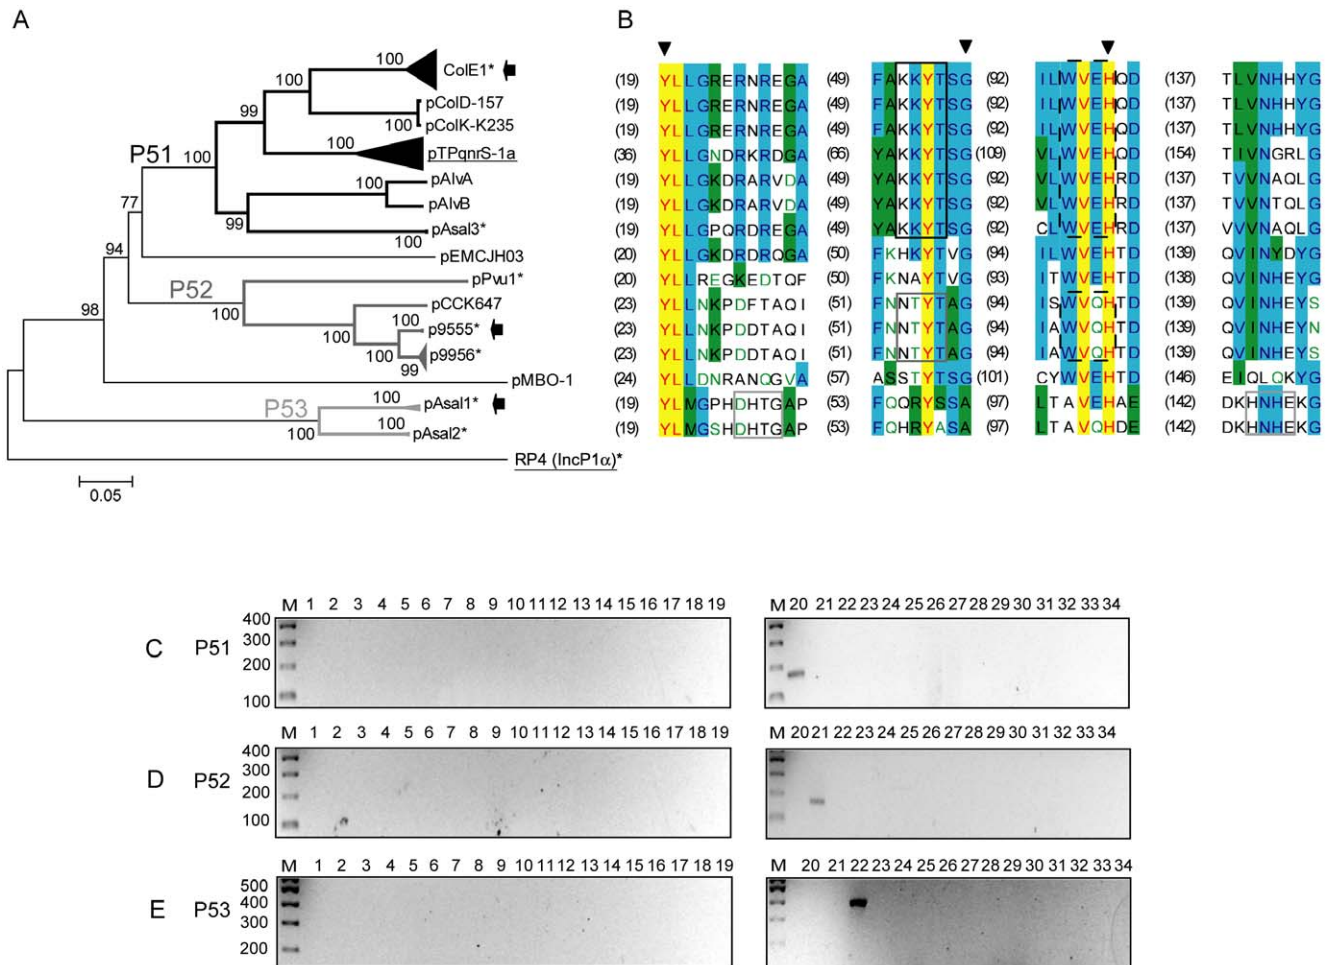 A
B
ColE1*
pColD-157
pColK-K235
pTPqnrS-1a
pAlvA
pAlvB
pAsal3*
pEMCJH03
pPvu1*
pCCK647
p9555*
p9956*
pMBO-1
pAsal1*
pAsal2*
RP4 (IncP1α)*
P51
P52
P53
100
100
100
99
100
100
100
99
77
94
98
100
100
100
100
99
100
100
100
0.05
(19) YLLGRERNREGA (49) FAKKYTSG (92) ILWVEHQD (137) TLVNHHYG
(19) YLLGRERNREGA (49) FAKKYTSG (92) ILWVEHQD (137) TLVNHHYG
(19) YLLGRERNREGA (49) FAKKYTSG (92) ILWVEHQD (137) TLVNHHYG
(36) YLLGNDRKRDGA (66) YAKKYTSG (109) VLWVEHRD (154) TIVNGRLG
(19) YLLGKDRARVDA (49) YAKKYTSG (92) VLWVEHRD (137) TVVNAQLG
(19) YLLGKDRARVDA (49) YAKKYTSG (92) VLWVEHRD (137) TVVNTQLG
(19) YLLGPQRDREGA (49) YAKKYTSG (92) CLWVEHRD (137) VVVNAQLG
(20) YLLGKDRDRQGA (50) FKHKYTVG (94) ILWVEHRD (139) QVINYDYG
(20) YLLREGKEDTQF (50) FKNAYTVG (93) ITWVEHTD (138) QVINHEYG
(23) YLLNKPDFTAQI (51) FNNTYTAG (94) ISWVQHTD (139) QVINHEYS
(23) YLLNKPDDTAQI (51) FNNTYTAG (94) IAWVQHTD (139) QVINHEYN
(23) YLLNKPDDTAQI (51) FNNTYTAG (94) IAWVQHTD (139) QVINHEYS
(24) YLLDNRANQGVA (57) ASSTYTSG (101) CYWVEHTD (146) EIQLQKYG
(19) YLMGPHDHTGAP (53) FQQRYSSA (97) LTAVEHAE (142) DKHNHEKG
(19) YLMGSHDHTGAP (53) FQHRYASA (97) LTAVQHDE (142) DKHNHEKG
M 1 2 3 4 5 6 7 8 9 10 11 12 13 14 15 16 17 18 19
M 20 21 22 23 24 25 26 27 28 29 30 31 32 33 34
C P51
400
300
200
100
M 1 2 3 4 5 6 7 8 9 10 11 12 13 14 15 16 17 18 19
M 20 21 22 23 24 25 26 27 28 29 30 31 32 33 34
D P52
400
300
200
100
M 1 2 3 4 5 6 7 8 9 10 11 12 13 14 15 16 17 18 19
M 20 21 22 23 24 25 26 27 28 29 30 31 32 33 34
E P53
500
400
300
200